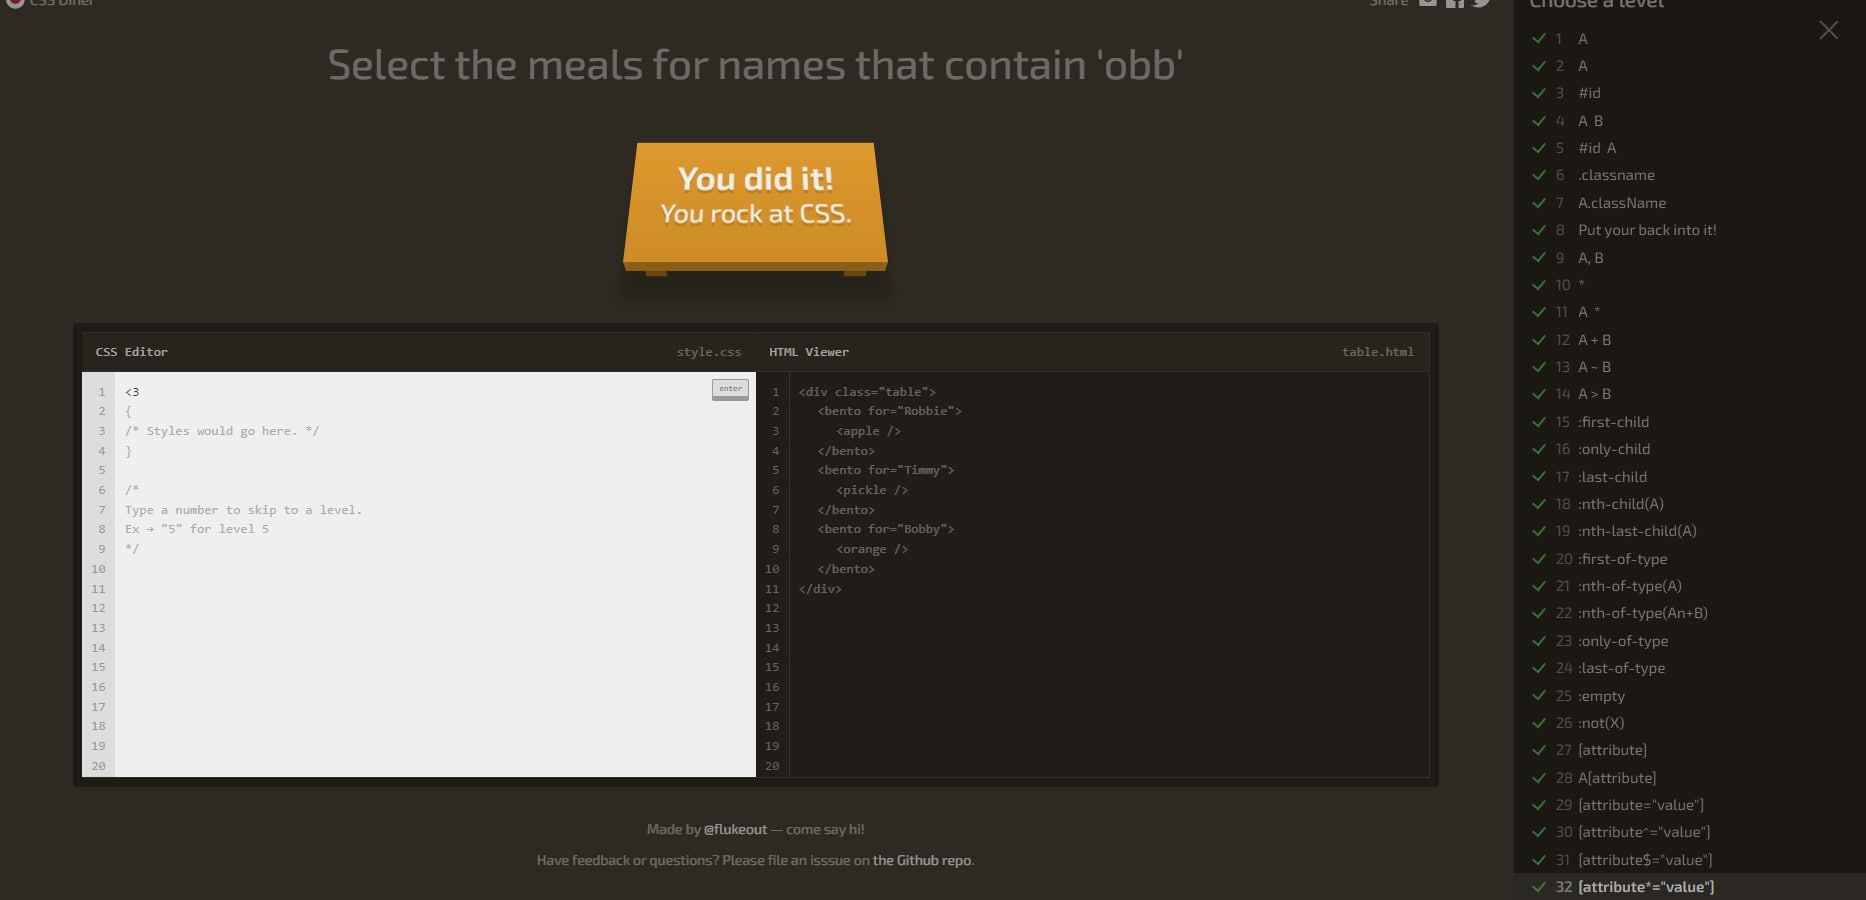 CSS Diner
Share
Select the meals for names that contain 'obb'
You did it!
You rock at CSS.
CSS Editor
style.css
HTML Viewer
table.html
1 <3
2 {
3 /* Styles would go here. */
4 }
5
6 /*
7 Type a number to skip to a level.
8 Ex → "5" for level 5
9 */
10
11
12
13
14
15
16
17
18
19
20
enter
1 <div class="table">
2 <bento for="Robbie">
3 <apple />
4 </bento>
5 <bento for="Timmy">
6 <pickle />
7 </bento>
8 <bento for="Bobby">
9 <orange />
10 </bento>
11 </div>
12
13
14
15
16
17
18
19
20
Made by @flukeout — come say hi!
Have feedback or questions? Please file an isssue on the Github repo.
Choose a level
1 A
2 A
3 #id
4 A B
5 #id A
6 .classname
7 A.className
8 Put your back into it!
9 A, B
10 *
11 A *
12 A + B
13 A ~ B
14 A > B
15 :first-child
16 :only-child
17 :last-child
18 :nth-child(A)
19 :nth-last-child(A)
20 :first-of-type
21 :nth-of-type(A)
22 :nth-of-type(An+B)
23 :only-of-type
24 :last-of-type
25 :empty
26 :not(X)
27 [attribute]
28 A[attribute]
29 [attribute="value"]
30 [attribute^="value"]
31 [attribute$="value"]
32 [attribute*="value"]